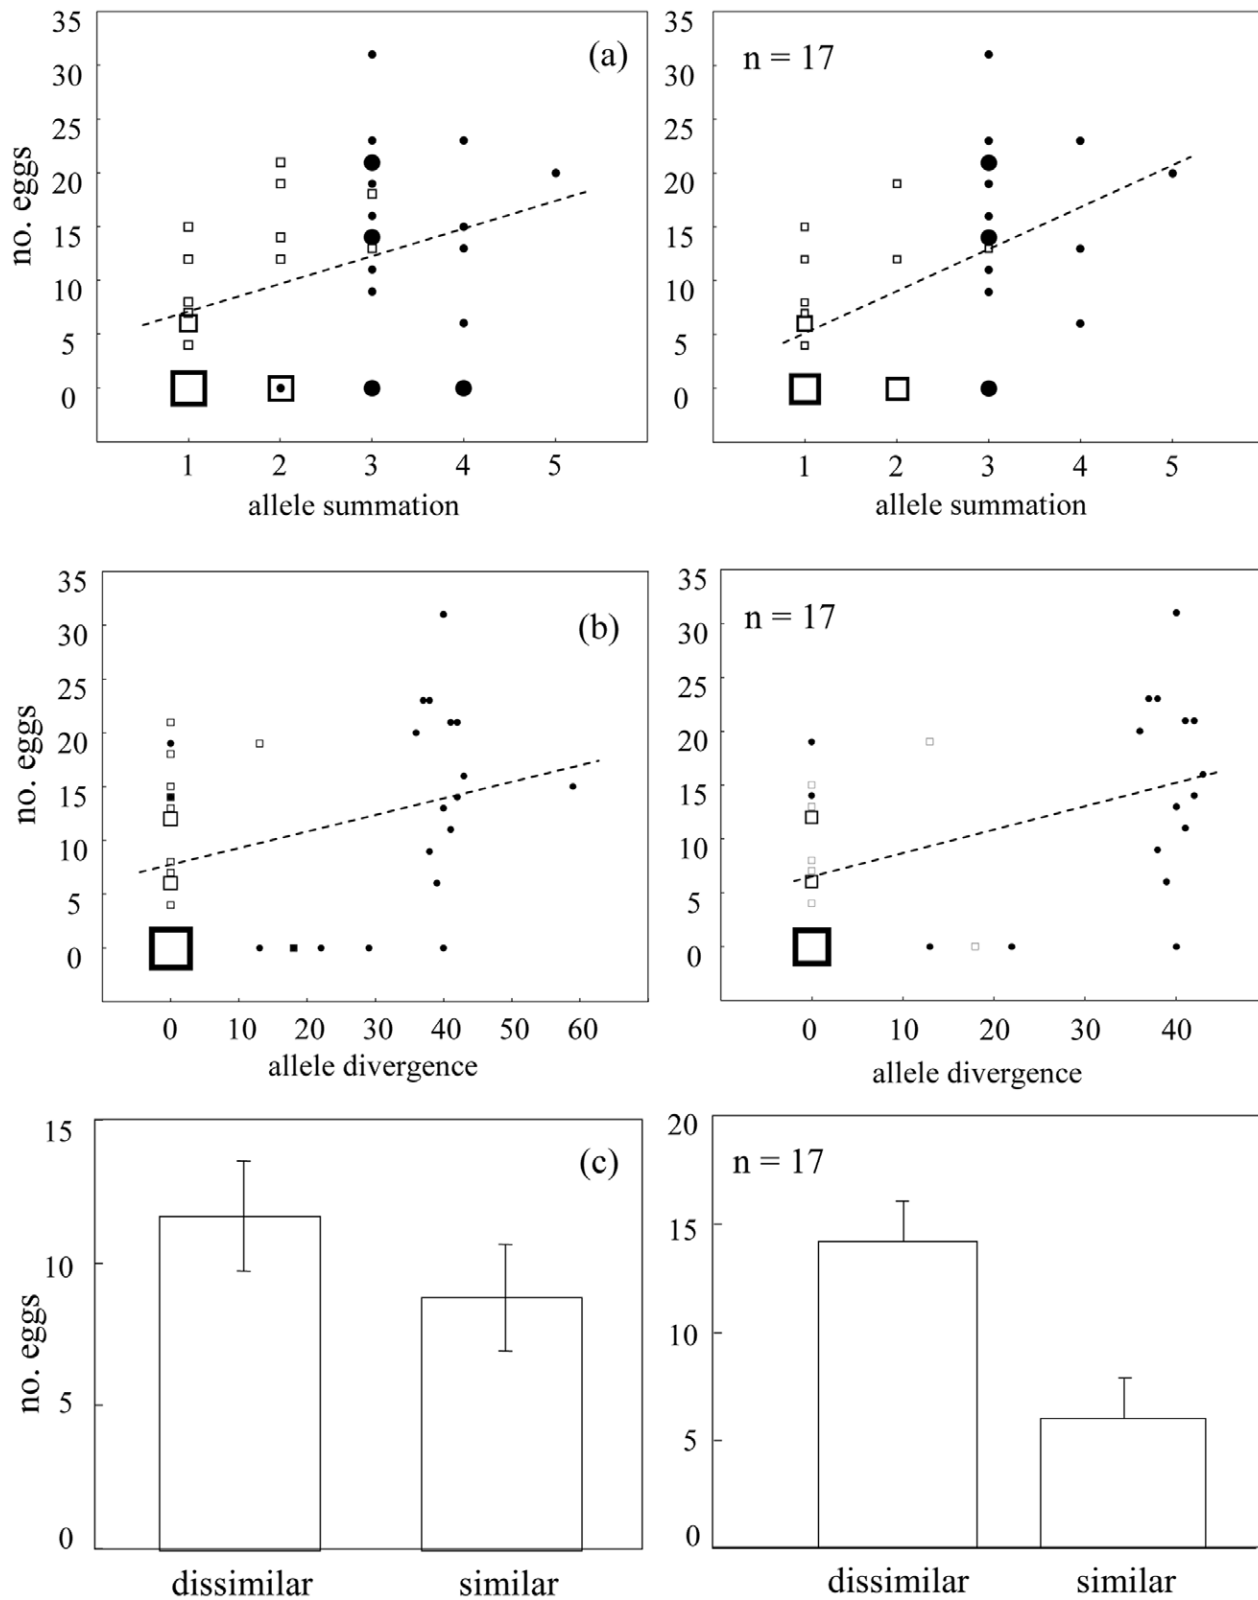 35
30
25
20
15
10
5
0
no. eggs
(a)
1 2 3 4 5
allele summation
35
30
25
20
15
10
5
0
n = 17
1 2 3 4 5
allele summation
35
30
25
20
15
10
5
0
no. eggs
(b)
0 10 20 30 40 50 60
allele divergence
35
30
25
20
15
10
5
0
n = 17
0 10 20 30 40
allele divergence
15
10
5
0
no. eggs
(c)
dissimilar similar
20
15
10
5
0
n = 17
dissimilar similar